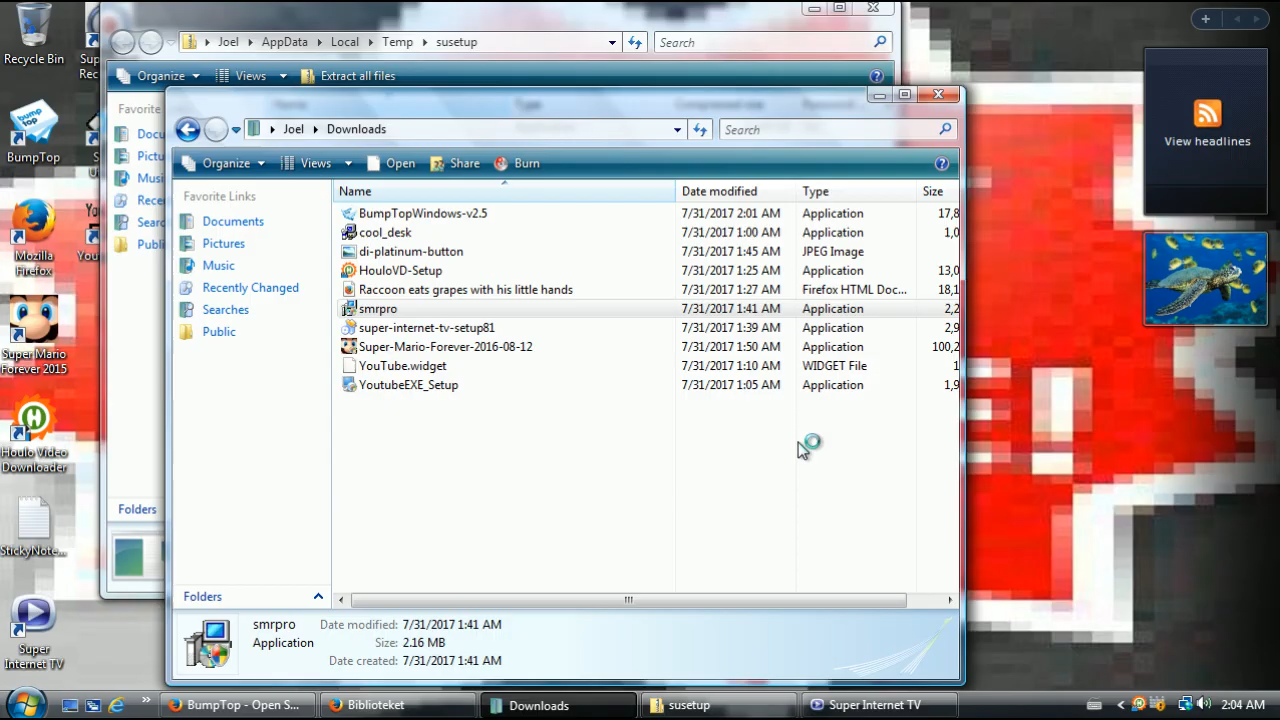 Recycle Bin
BumpTop
Mozilla
Firefox
Super Mario
Forever 2015
Houlo Video
Downloader
StickyNote...
Super
Internet TV
Joel AppData Local Temp susetup
Search
Organize Views Extract all files
Favorite
Folders
Joel Downloads
Search
Organize Views Open Share Burn
Favorite Links
Documents
Pictures
Music
Recently Changed
Searches
Public
Folders
Name Date modified Type Size
BumpTopWindows-v2.5 7/31/2017 2:01 AM Application 17,8
cool_desk 7/31/2017 1:00 AM Application 1,0
di-platinum-button 7/31/2017 1:45 AM JPEG Image
HouloVD-Setup 7/31/2017 1:25 AM Application 13,0
Raccoon eats grapes with his little hands 7/31/2017 1:27 AM Firefox HTML Doc... 18,1
smrpro 7/31/2017 1:41 AM Application 2,2
super-internet-tv-setup81 7/31/2017 1:39 AM Application 2,9
Super-Mario-Forever-2016-08-12 7/31/2017 1:50 AM Application 100,2
YouTube.widget 7/31/2017 1:10 AM WIDGET File 1
YoutubeEXE_Setup 7/31/2017 1:05 AM Application 1,9
smrpro Date modified: 7/31/2017 1:41 AM
Application Size: 2.16 MB
Date created: 7/31/2017 1:41 AM
View headlines
BumpTop - Open S... Biblioteket Downloads susetup Super Internet TV 2:04 AM